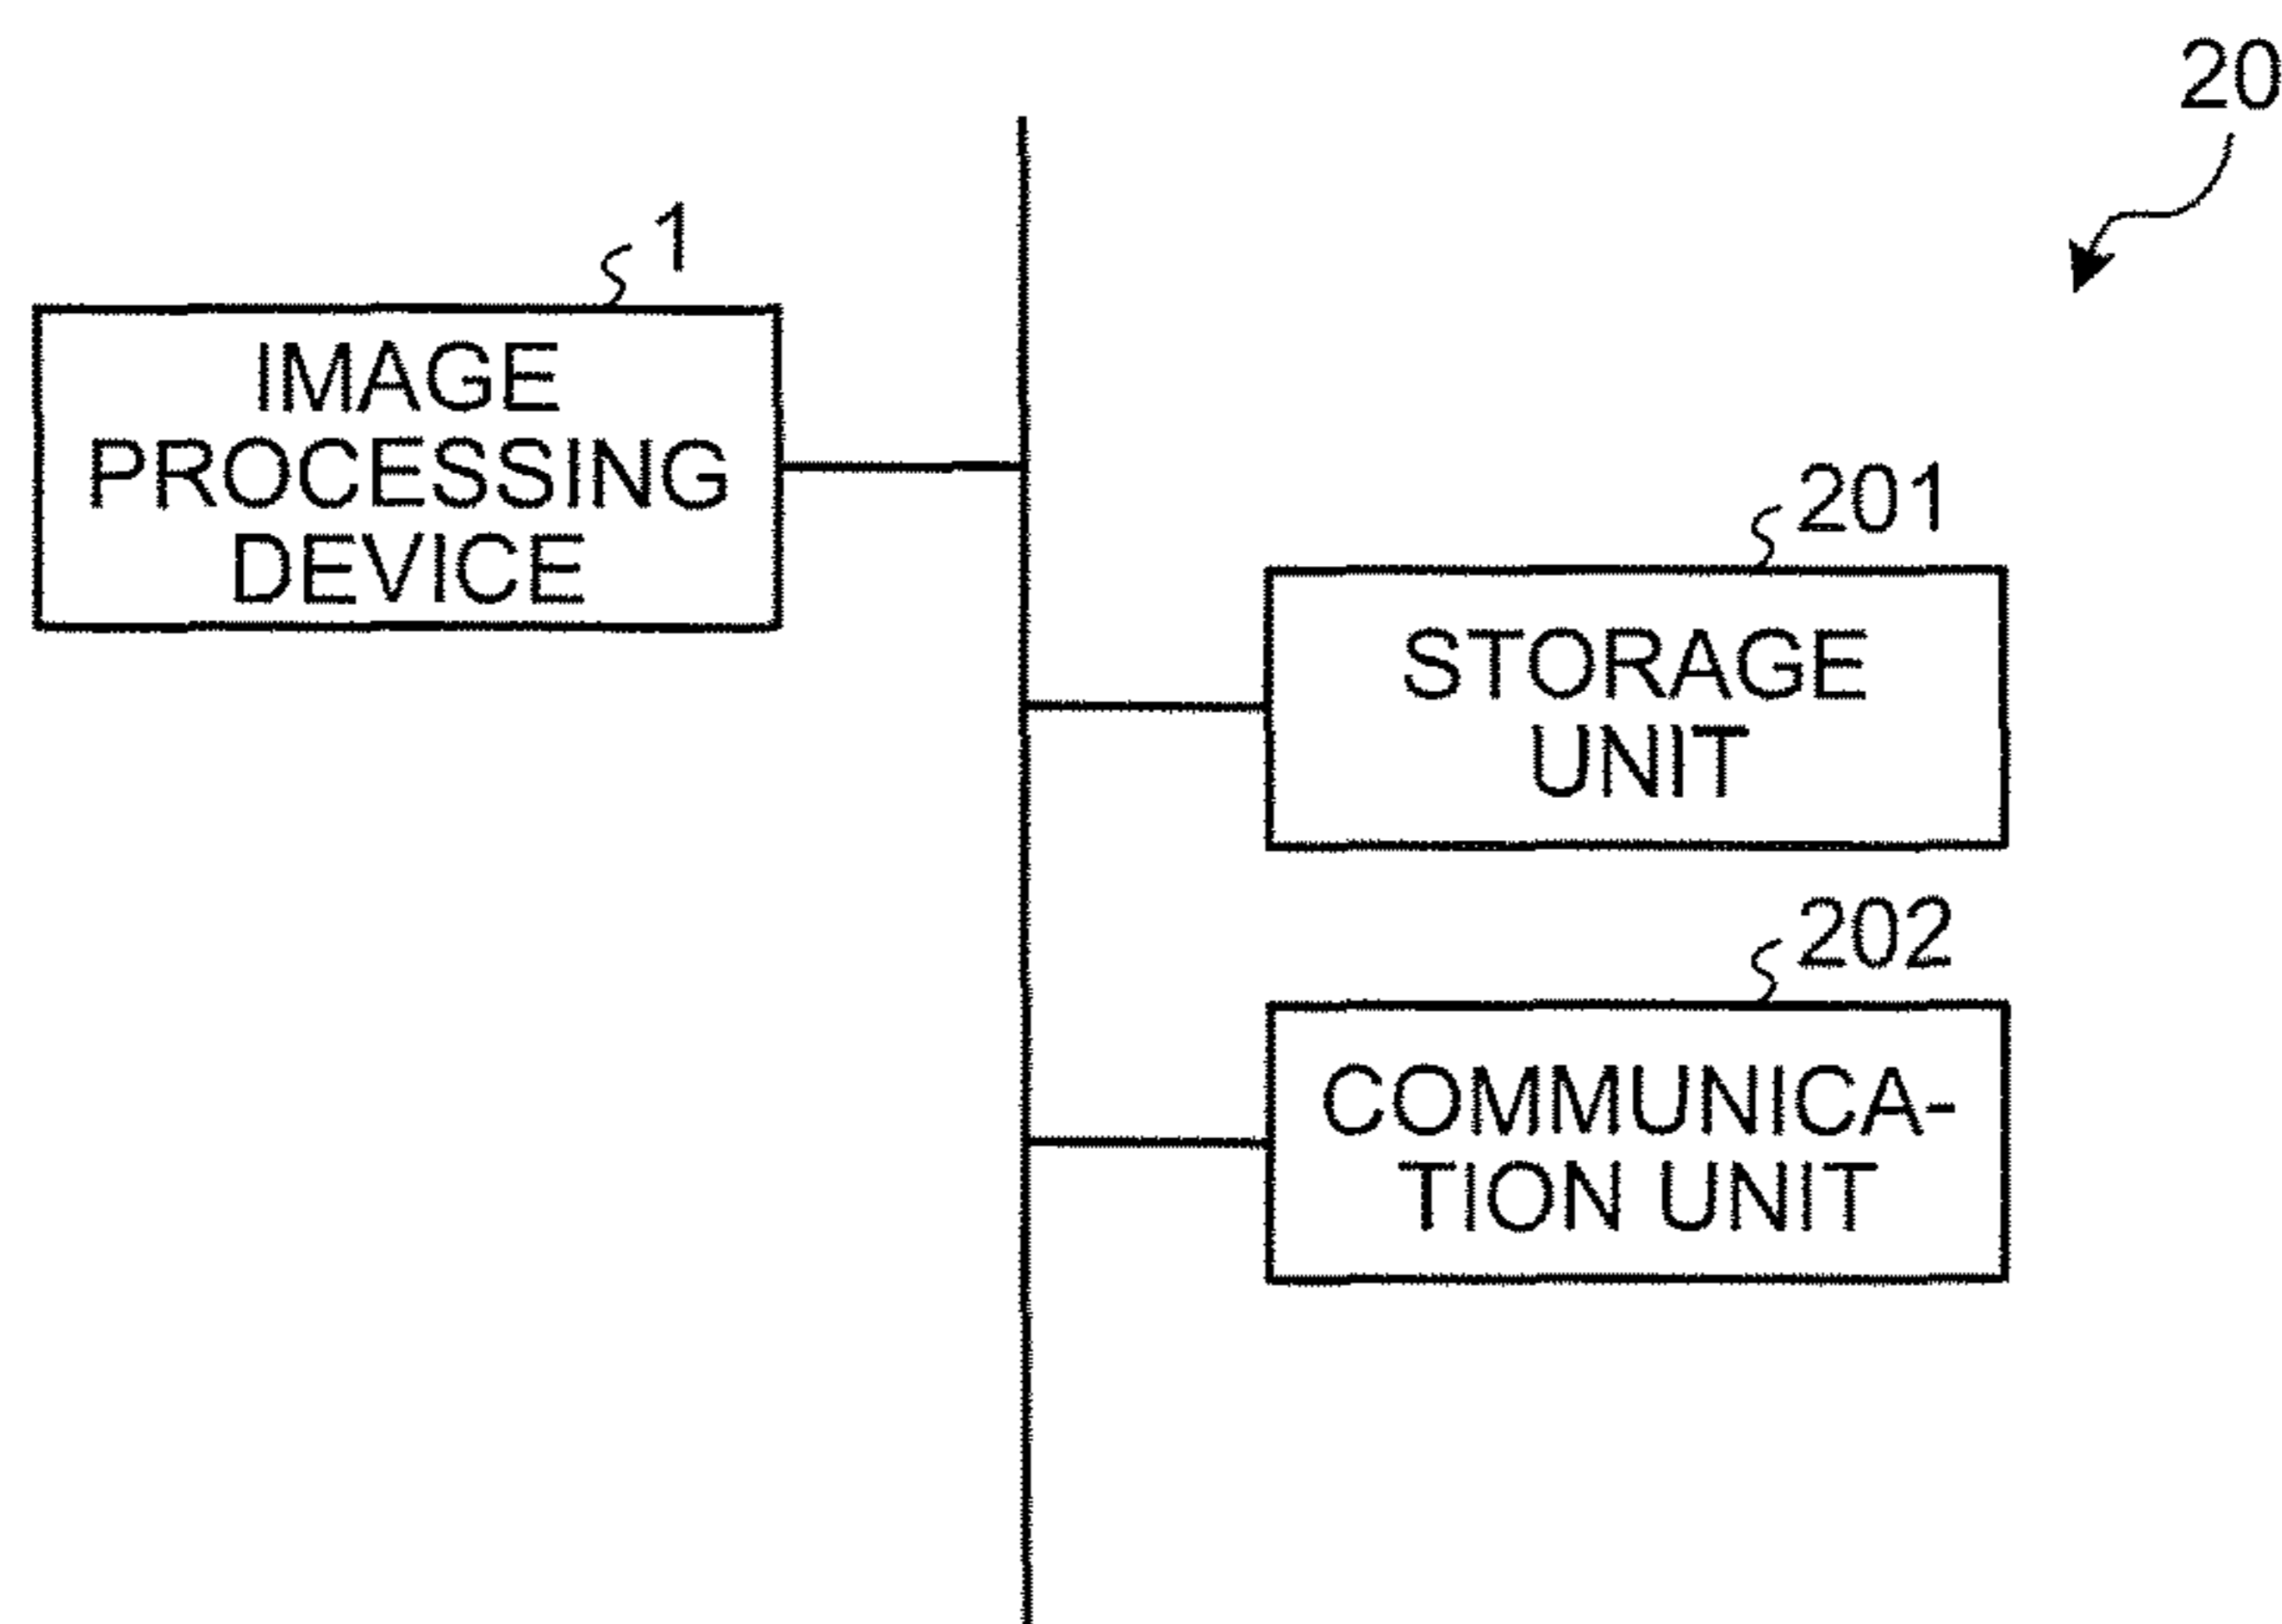 20
1
IMAGE
PROCESSING
DEVICE
201
STORAGE
UNIT
202
COMMUNICA-
TION UNIT